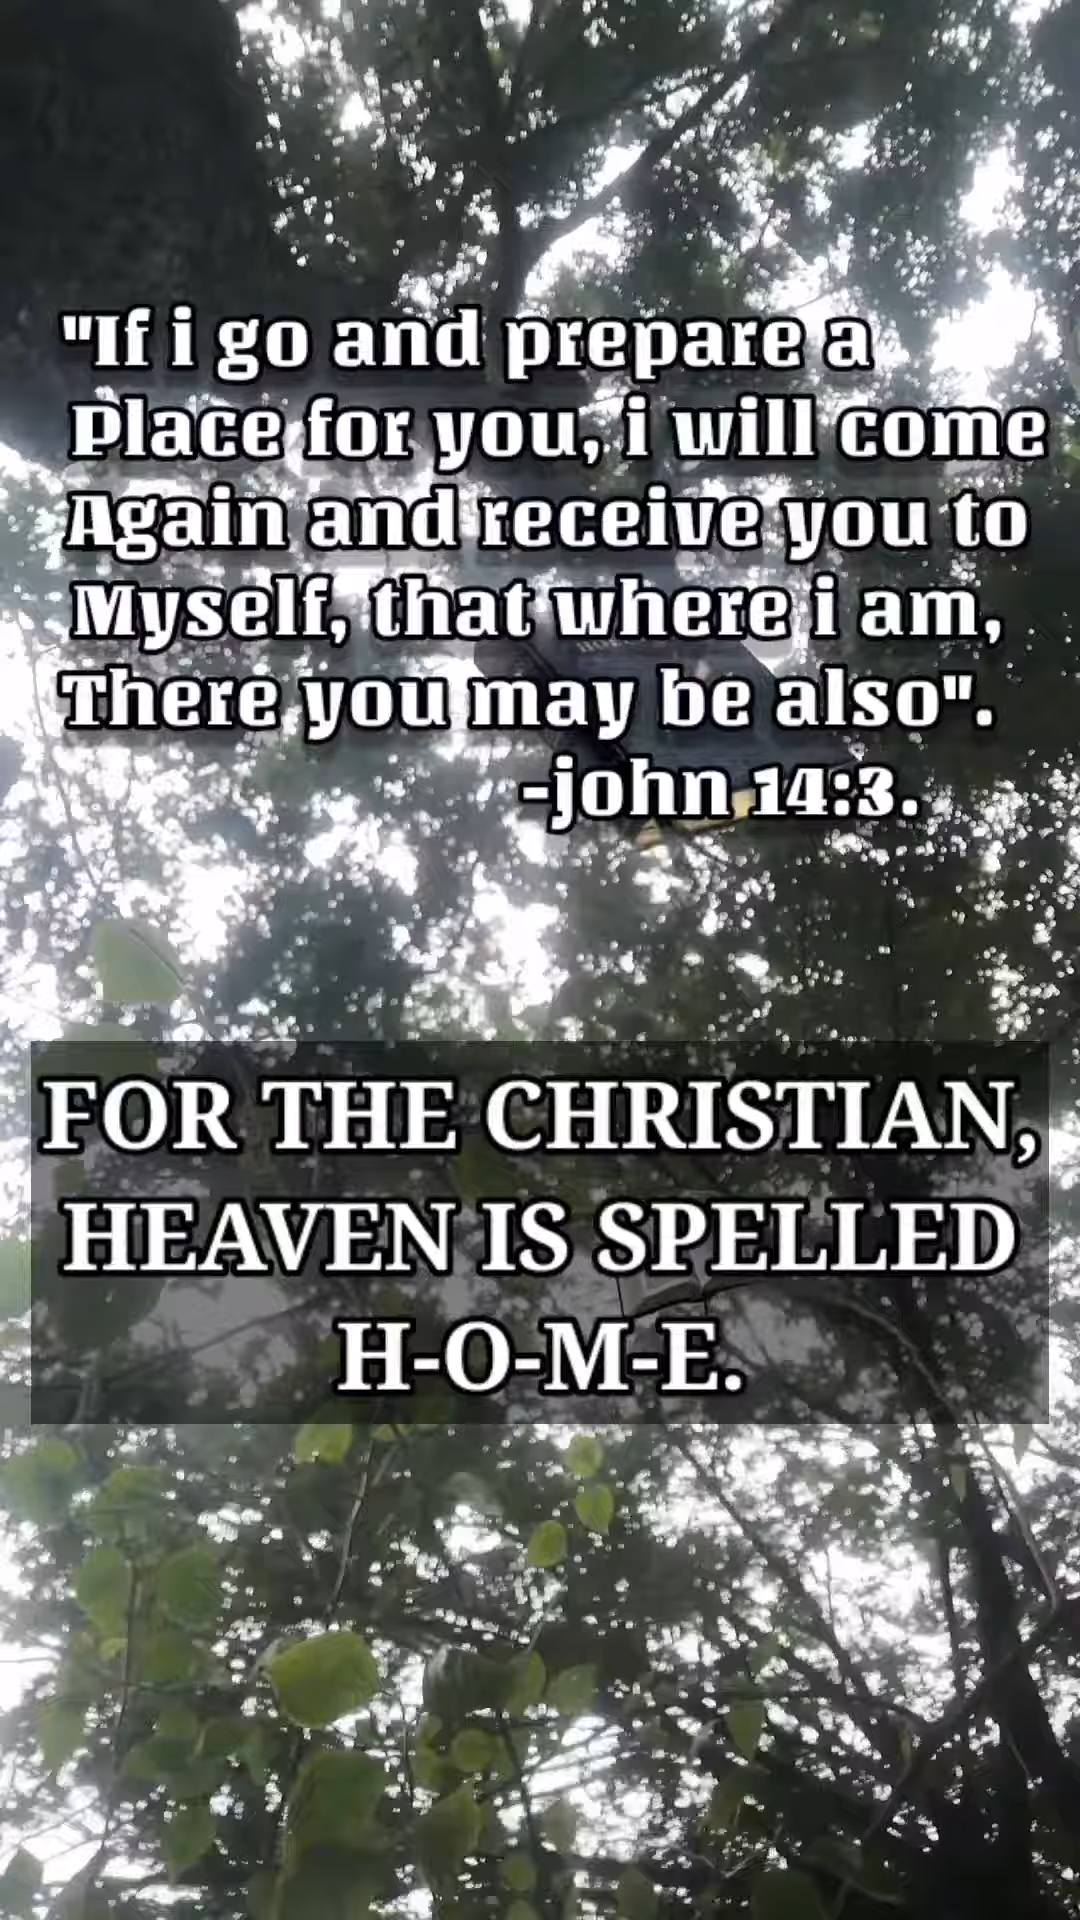 "If i go and prepare a
Place for you, i will come
Again and receive you to
Myself, that where i am,
There you may be also".
-john 14:3.
FOR THE CHRISTIAN,
HEAVEN IS SPELLED
H-O-M-E.